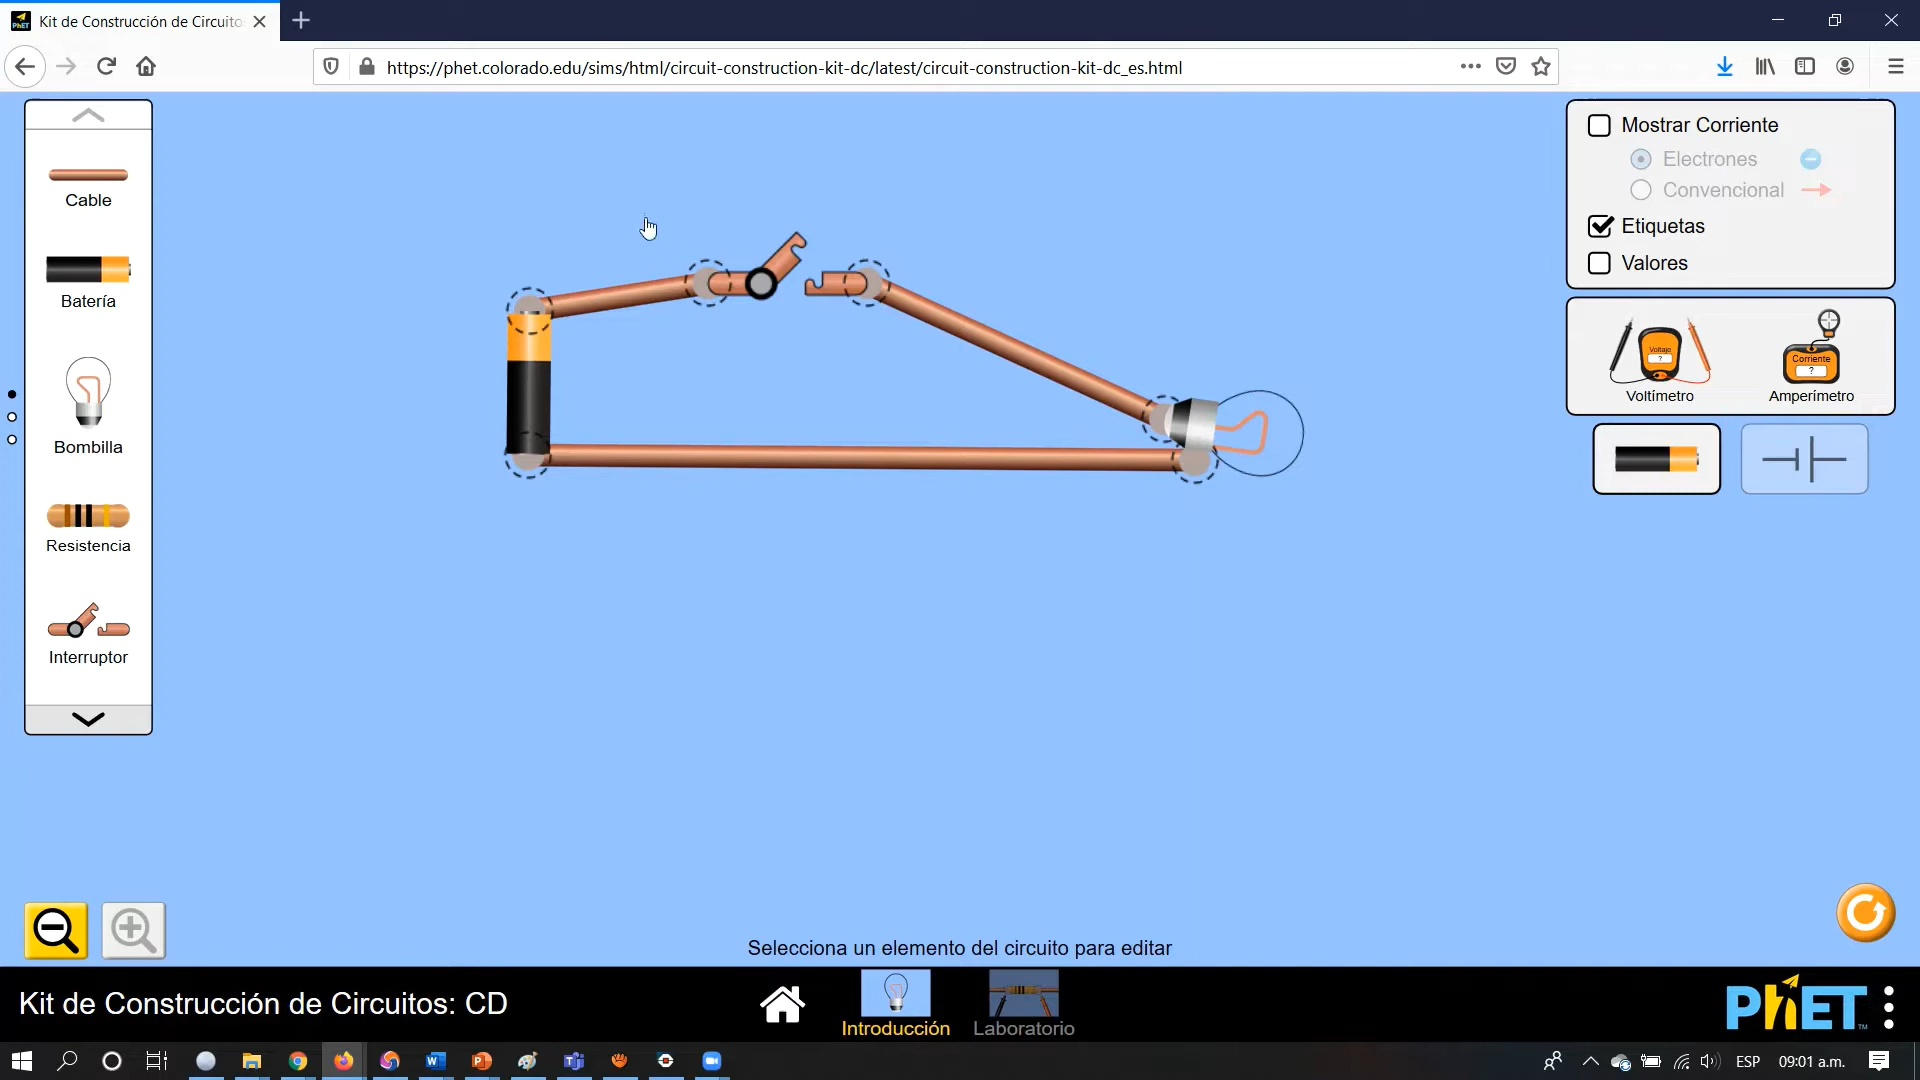 Kit de Construcción de Circuito
https://phet.colorado.edu/sims/html/circuit-construction-kit-dc/latest/circuit-construction-kit-dc_es.html
Cable
Batería
Bombilla
Resistencia
Interruptor
Mostrar Corriente
Electrones
Convencional
Etiquetas
Valores
Voltaje
?
Voltímetro
Corriente
?
Amperímetro
Selecciona un elemento del circuito para editar
Kit de Construcción de Circuitos: CD
Introducción
Laboratorio
PhET
ESP
09:01 a.m.